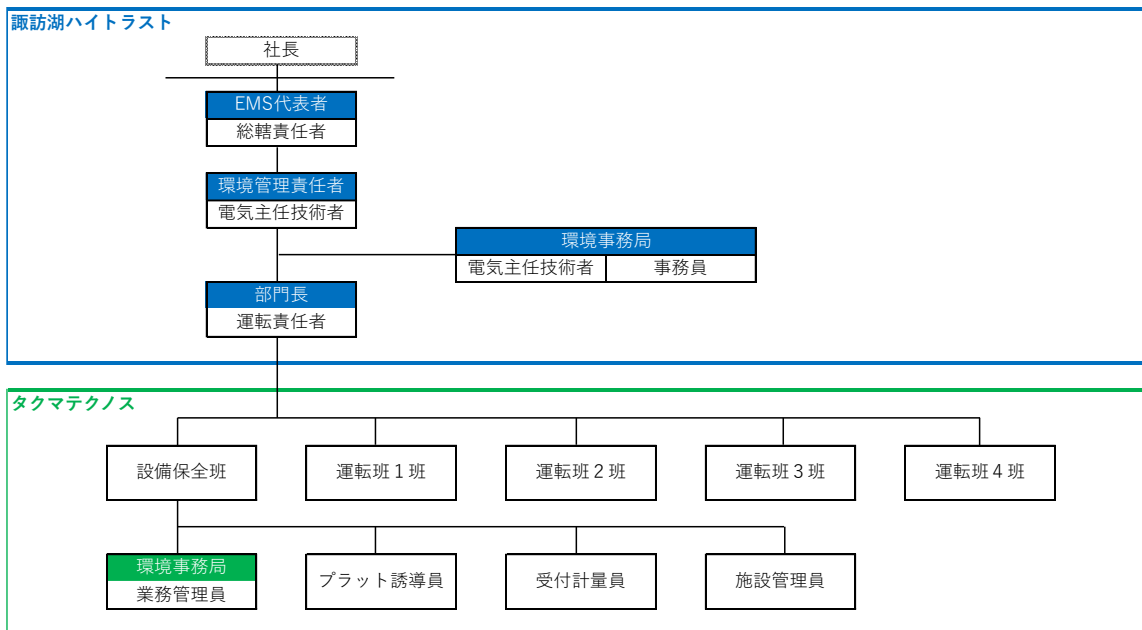 諏訪湖ハイトラスト
社長
EMS代表者
総轄責任者
環境管理責任者
電気主任技術者
環境事務局
電気主任技術者 事務員
部門長
運転責任者
タクマテクノス
設備保全班 運転班１班 運転班２班 運転班３班 運転班４班
環境事務局
業務管理員 プラット誘導員 受付計量員 施設管理員